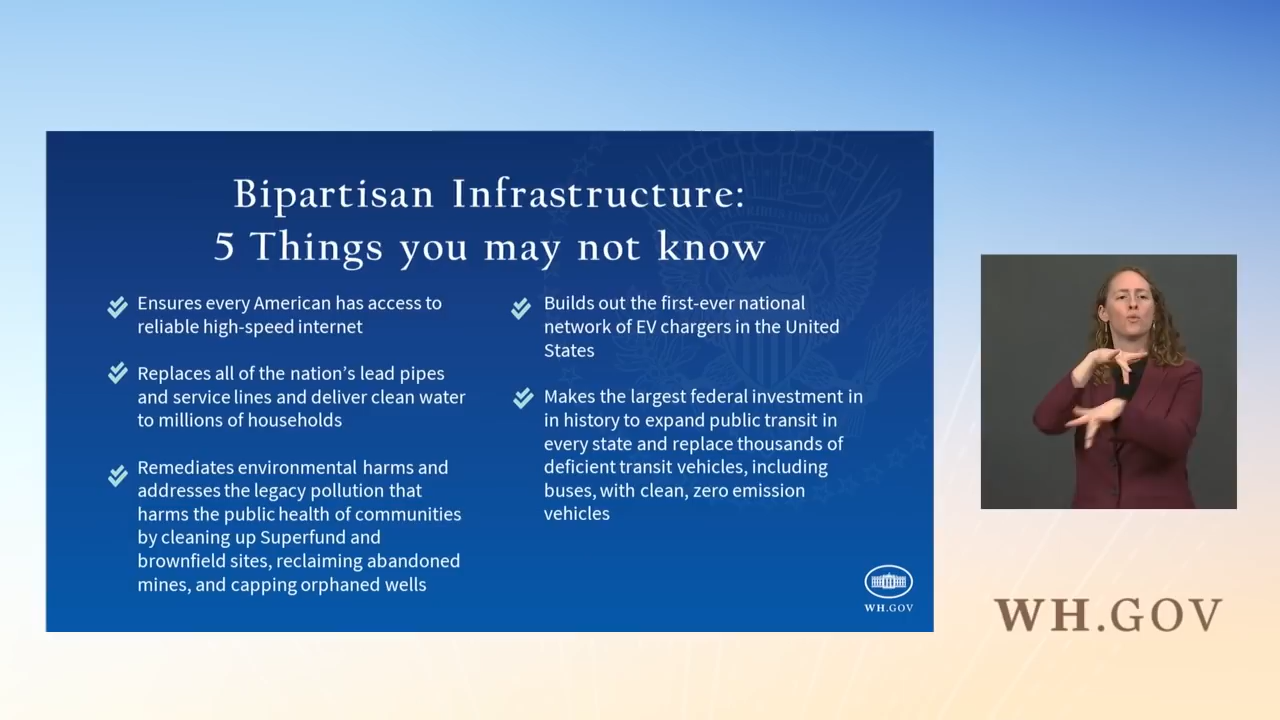 Bipartisan Infrastructure:
5 Things you may not know
Ensures every American has access to
reliable high-speed internet
Replaces all of the nation's lead pipes
and service lines and deliver clean water
to millions of households
Remediates environmental harms and
addresses the legacy pollution that
harms the public health of communities
by cleaning up Superfund and
brownfield sites, reclaiming abandoned
mines, and capping orphaned wells
Builds out the first-ever national
network of EV chargers in the United
States
Makes the largest federal investment in
in history to expand public transit in
every state and replace thousands of
deficient transit vehicles, including
buses, with clean, zero emission
vehicles
WH.GOV
WH.GOV